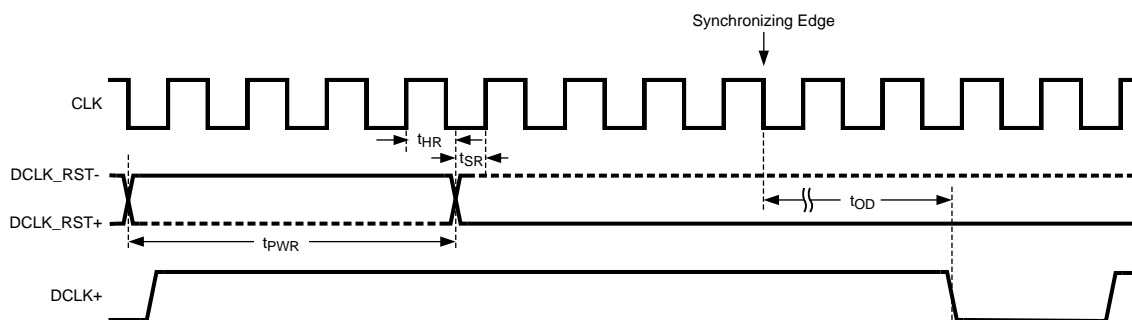 Synchronizing Edge
CLK
tHR
tSR
DCLK_RST-
tOD
DCLK_RST+
tPWR
DCLK+